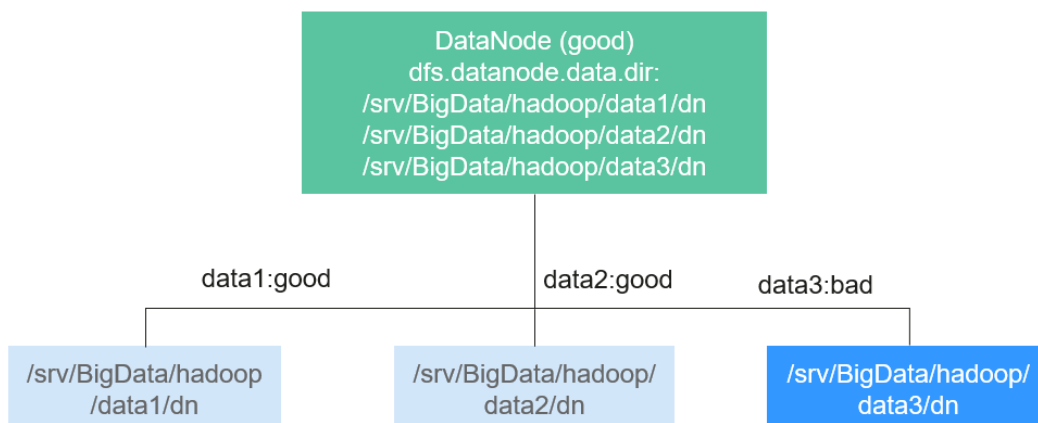 DataNode (good)
dfs.datanode.data.dir:
/srv/BigData/hadoop/data1/dn
/srv/BigData/hadoop/data2/dn
/srv/BigData/hadoop/data3/dn
data1:good
data2:good
data3:bad
/srv/BigData/hadoop
/data1/dn
/srv/BigData/hadoop/
data2/dn
/srv/BigData/hadoop/
data3/dn